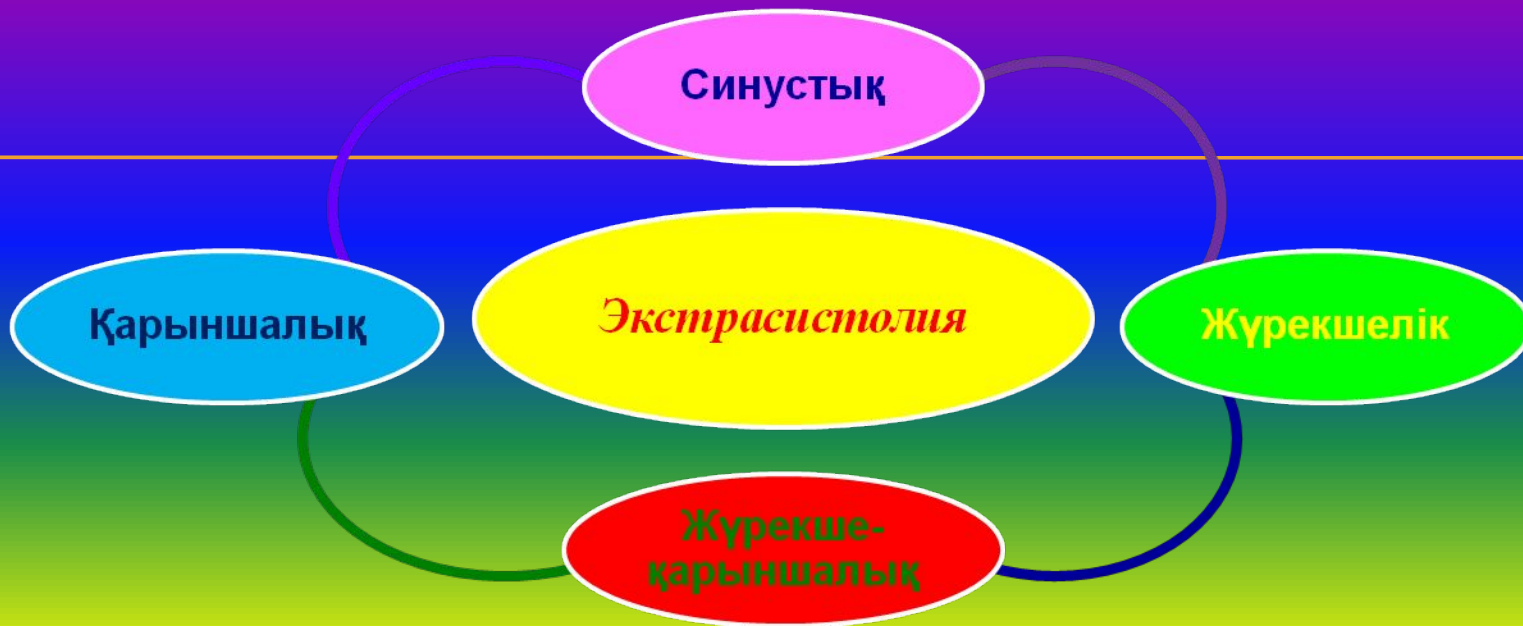 Синустық
Қарыншалық
Экстрасистолия
Жүрекшелік
Жүрекше-
қарыншалық